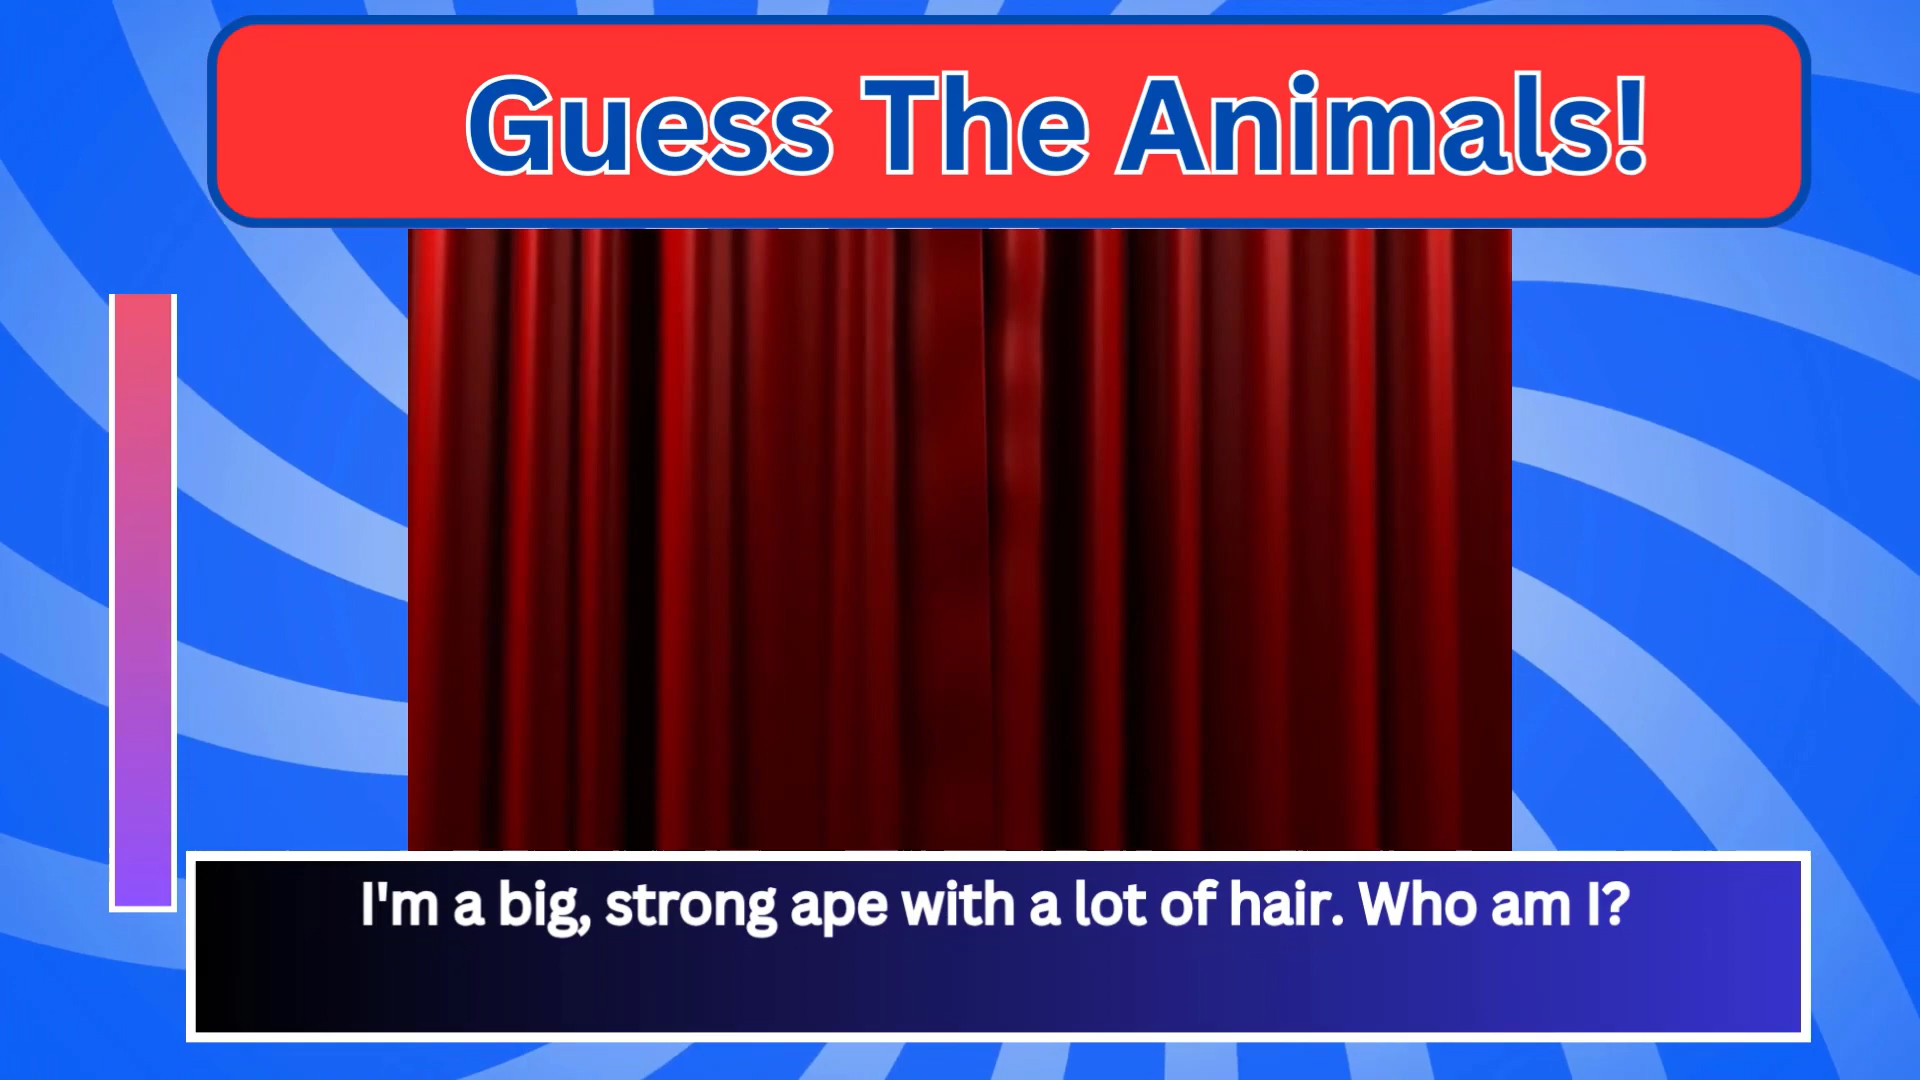 Guess The Animals!
I'm a big, strong ape with a lot of hair. Who am I?